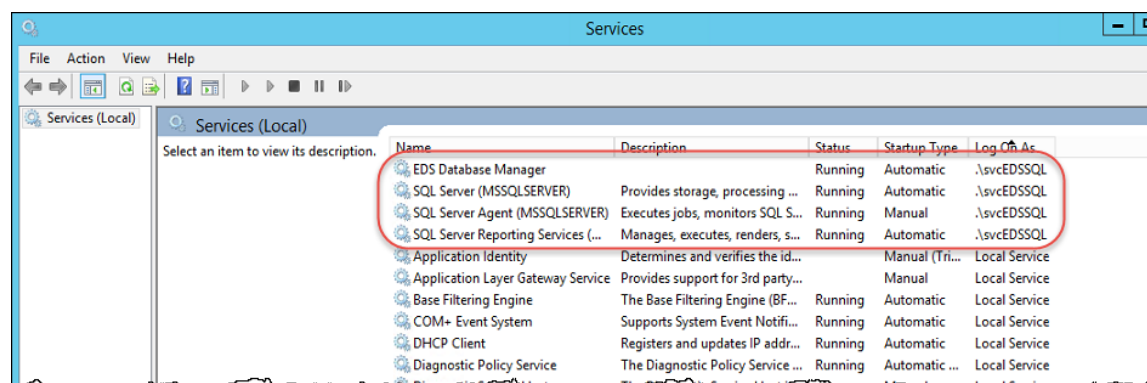 Services
File Action View Help
Services (Local) Services (Local)
Select an item to view its description.
Name Description Status Startup Type Log On As
EDS Database Manager Running Automatic .\svcEDSSQL
SQL Server (MSSQLSERVER) Provides storage, processing ... Running Automatic .\svcEDSSQL
SQL Server Agent (MSSQLSERVER) Executes jobs, monitors SQL S... Running Manual .\svcEDSSQL
SQL Server Reporting Services (... Manages, executes, renders, s... Running Automatic .\svcEDSSQL
Application Identity Determines and verifies the id... Manual (Tri... Local Service
Application Layer Gateway Service Provides support for 3rd party... Manual Local Service
Base Filtering Engine The Base Filtering Engine (BF... Running Automatic Local Service
COM+ Event System Supports System Event Notifi... Running Automatic Local Service
DHCP Client Registers and updates IP addr... Running Automatic Local Service
Diagnostic Policy Service The Diagnostic Policy Service ... Running Automatic ... Local Service